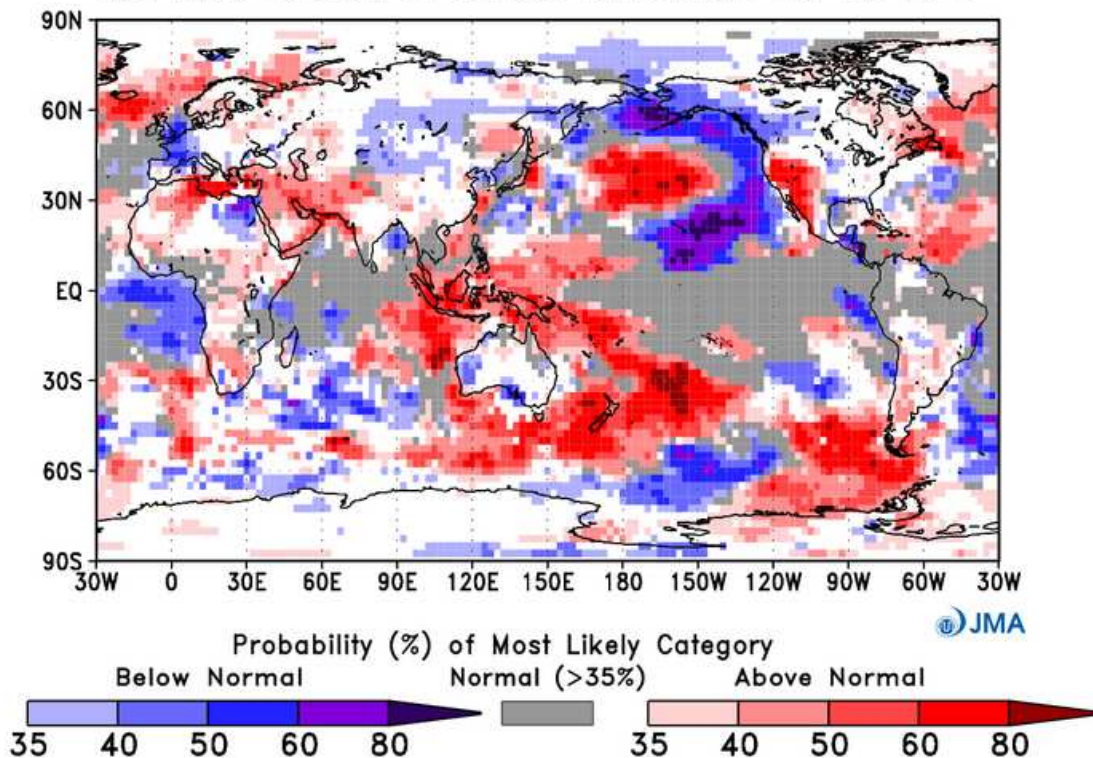 90N
60N
30N
EQ
30S
60S
90S
30W 0 30E 60E 90E 120E 150E 180 150W 120W 90W 60W 30W
JMA
Probability (%) of Most Likely Category
Below Normal Normal (>35%) Above Normal
35 40 50 60 80 35 40 50 60 80